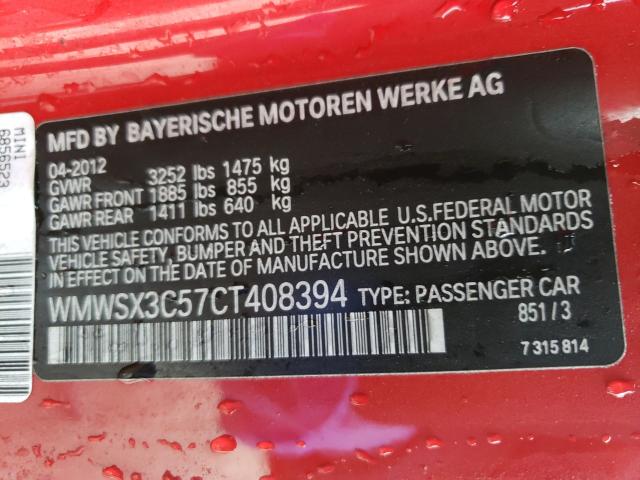 MFD BY BAYERISCHE MOTOREN WERKE AG
04-2012
GVWR 3252 lbs 1475 kg
GAWR FRONT 1885 lbs 855 kg
GAWR REAR 1411 lbs 640 kg
THIS VEHICLE CONFORMS TO ALL APPLICABLE U.S.FEDERAL MOTOR
VEHICLE SAFETY, BUMPER AND THEFT PREVENTION STANDARDS
IN EFFECT ON THE DATE OF MANUFACTURE SHOWN ABOVE.
WMWSX3C57CT408394 TYPE: PASSENGER CAR
851/3
7 315 814
MINI
6856523